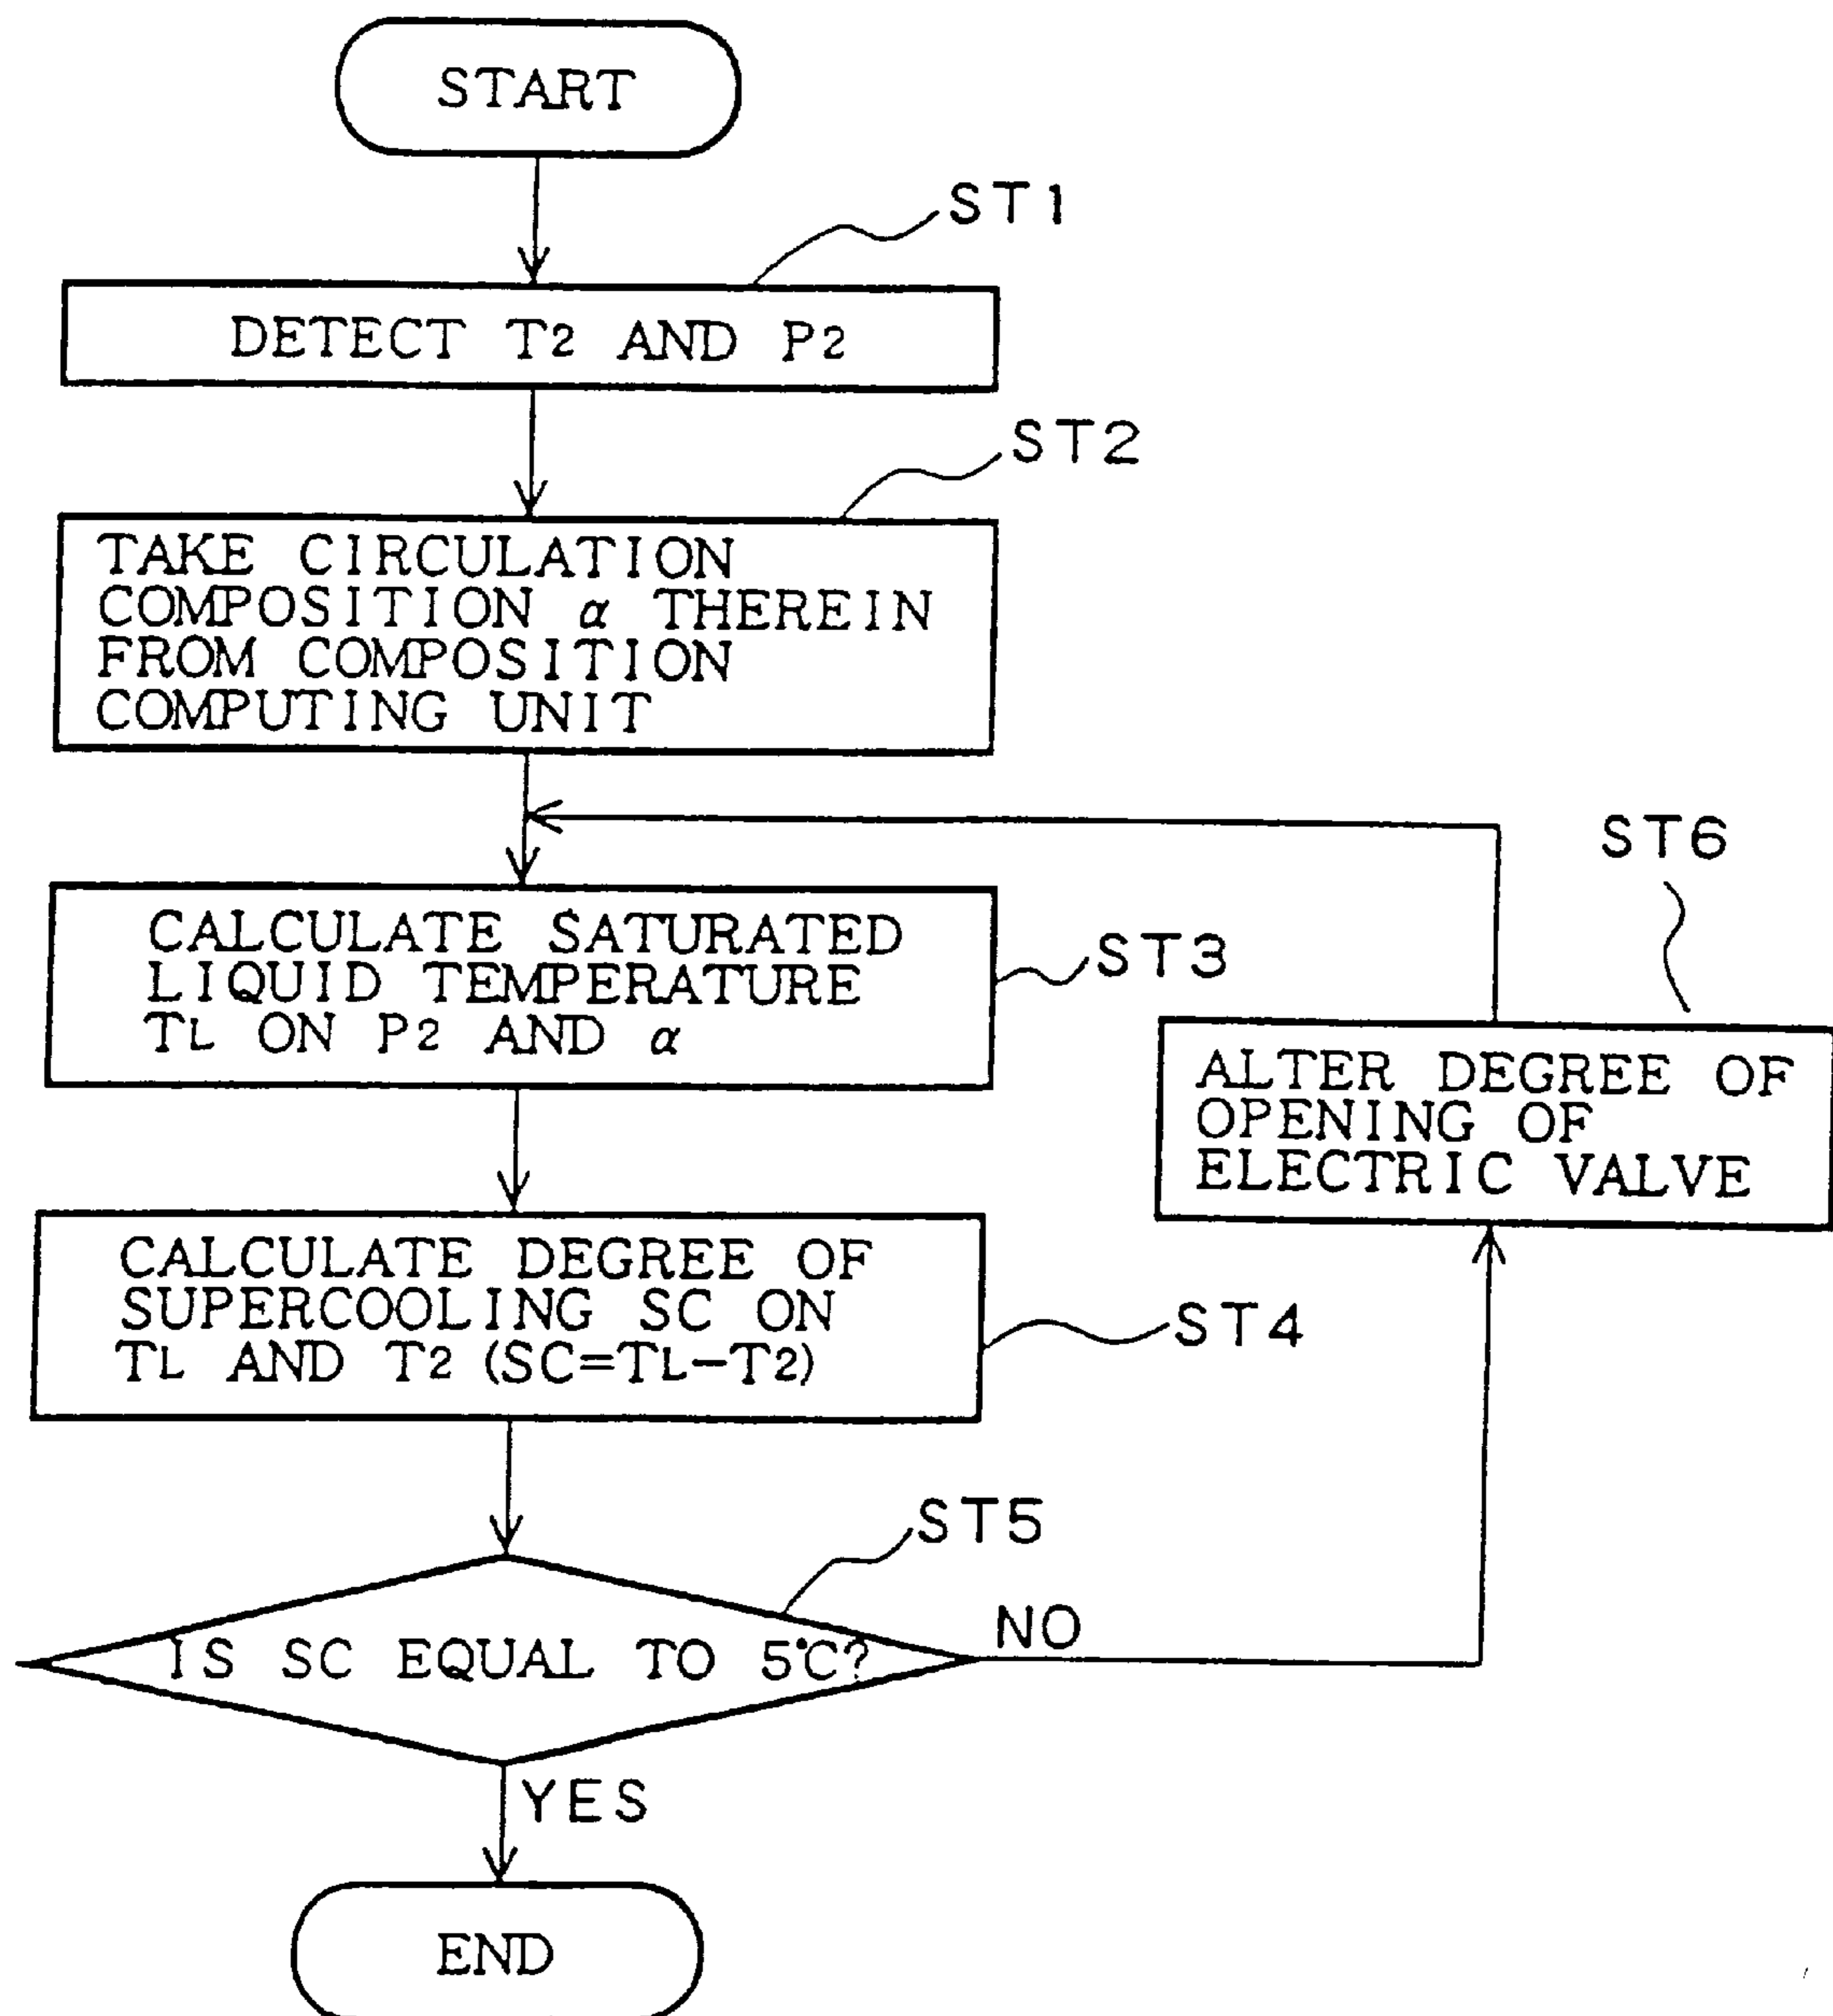 START
ST1
DETECT T2 AND P2
ST2
TAKE CIRCULATION
COMPOSITION α THEREIN
FROM COMPOSITION
COMPUTING UNIT
ST3
CALCULATE SATURATED
LIQUID TEMPERATURE
TL ON P2 AND α
ST6
ALTER DEGREE OF
OPENING OF
ELECTRIC VALVE
CALCULATE DEGREE OF
SUPERCOOLING SC ON
TL AND T2 (SC=TL-T2)
ST4
ST5
IS SC EQUAL TO 5°C?
NO
YES
END